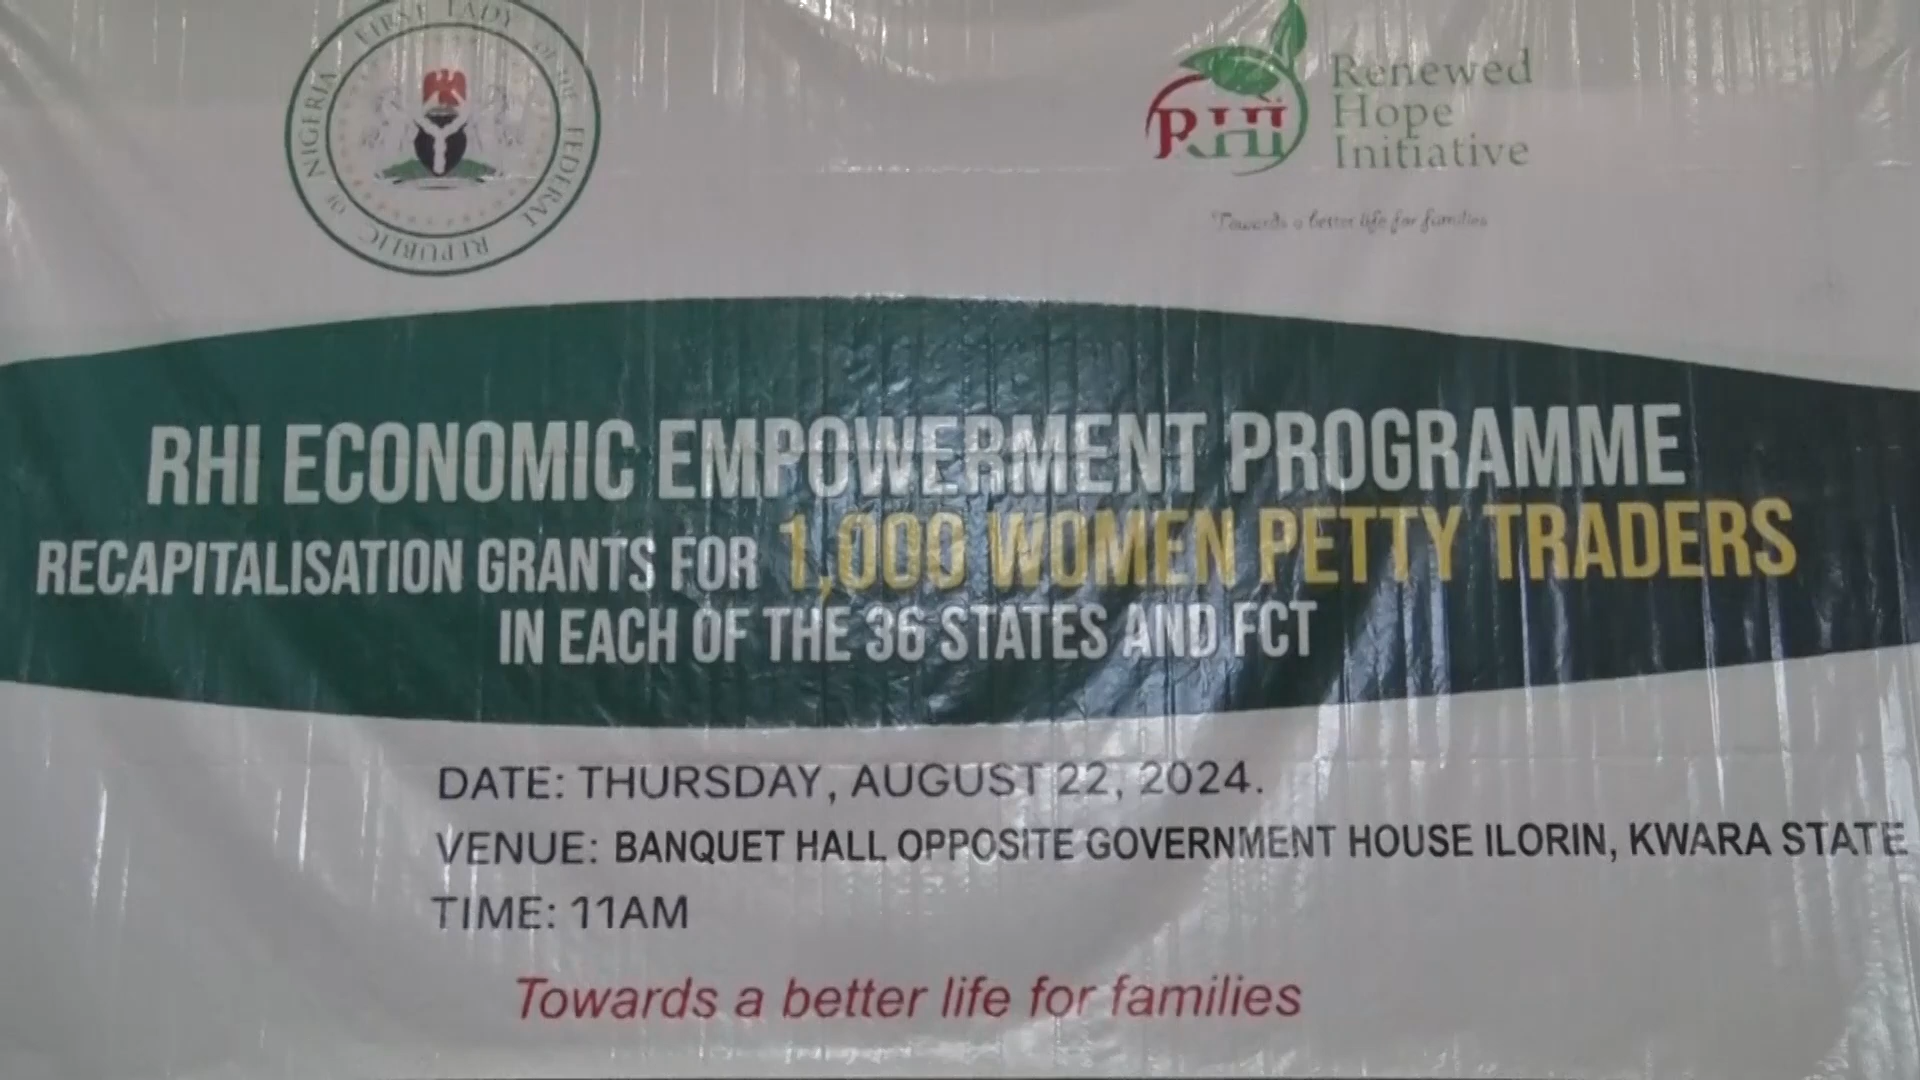 FIRST LADY of the FEDERAL REPUBLIC OF NIGERIA
RHI
Renewed
Hope
Initiative
"Towards a better life for families
RHI ECONOMIC EMPOWERMENT PROGRAMME
RECAPITALISATION GRANTS FOR 1,000 WOMEN PETTY TRADERS
IN EACH OF THE 36 STATES AND FCT
DATE: THURSDAY, AUGUST 22, 2024.
VENUE: BANQUET HALL OPPOSITE GOVERNMENT HOUSE ILORIN, KWARA STATE
TIME: 11AM
Towards a better life for families